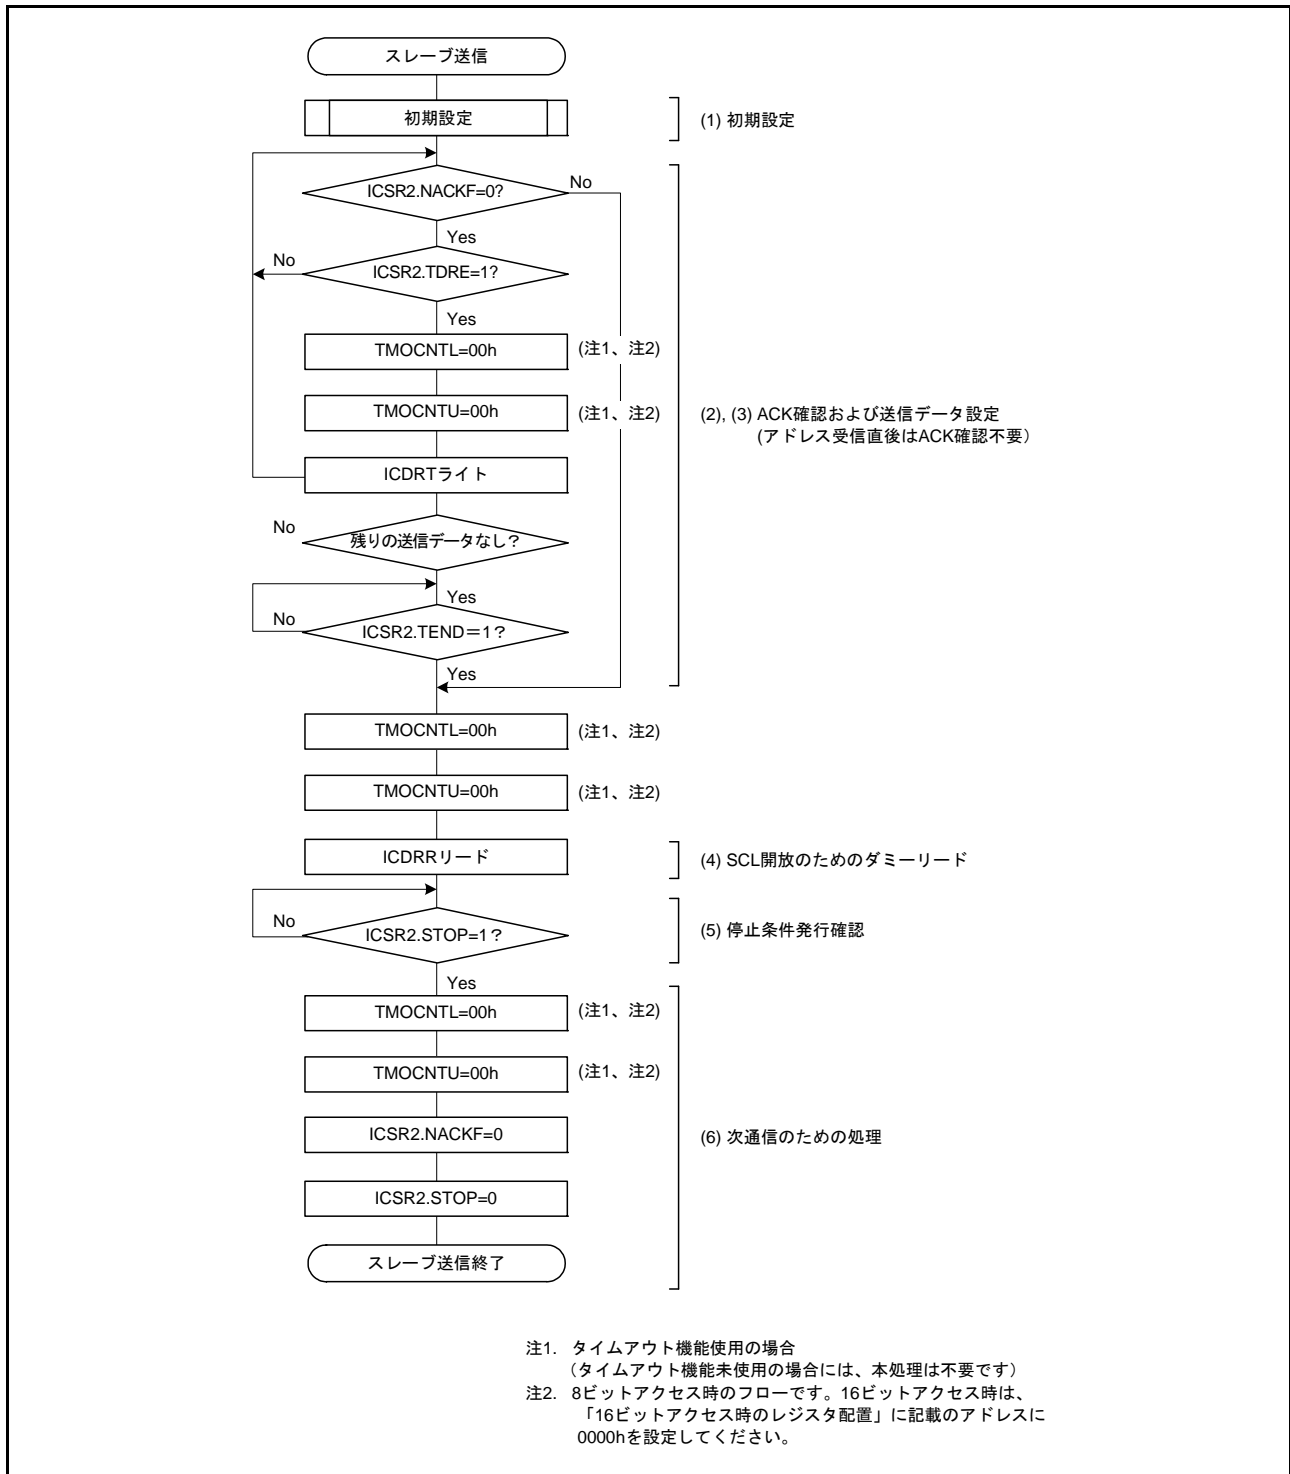 スレーブ送信
初期設定
(1) 初期設定
ICSR2.NACKF=0?
No
Yes
No
ICSR2.TDRE=1?
Yes
TMOCNTL=00h
(注1、注2)
TMOCNTU=00h
(注1、注2)
(2), (3) ACK確認および送信データ設定
(アドレス受信直後はACK確認不要）
ICDRTライト
No
残りの送信データなし？
Yes
No
ICSR2.TEND＝1？
Yes
TMOCNTL=00h
(注1、注2)
TMOCNTU=00h
(注1、注2)
ICDRRリード
(4) SCL開放のためのダミーリード
No
ICSR2.STOP=1？
(5) 停止条件発行確認
Yes
TMOCNTL=00h
(注1、注2)
TMOCNTU=00h
(注1、注2)
ICSR2.NACKF=0
(6) 次通信のための処理
ICSR2.STOP=0
スレーブ送信終了
注1. タイムアウト機能使用の場合
（タイムアウト機能未使用の場合には、本処理は不要です）
注2. 8ビットアクセス時のフローです。16ビットアクセス時は、
「16ビットアクセス時のレジスタ配置」に記載のアドレスに
0000hを設定してください。